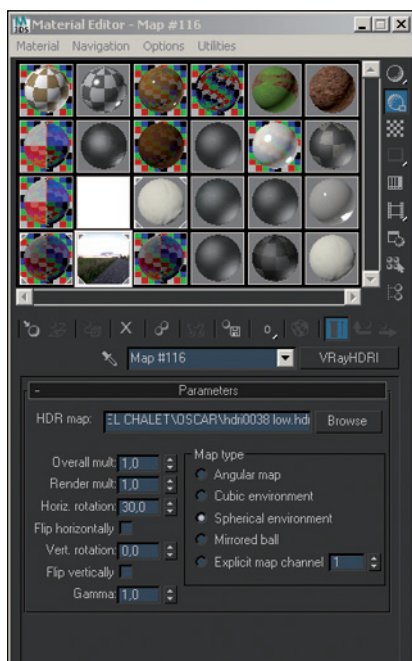 Material Editor - Map #116
Material Navigation Options Utilities
Map #116 VRayHDRI
- Parameters
HDR map: EL CHALET\OSCAR\hdri0038 low.hdr Browse
Overall mult: 1,0
Render mult: 1,0
Horiz. rotation: 30,0
Flip horizontally
Vert. rotation: 0,0
Flip vertically
Gamma: 1,0
Map type
Angular map
Cubic environment
Spherical environment
Mirrored ball
Explicit map channel 1